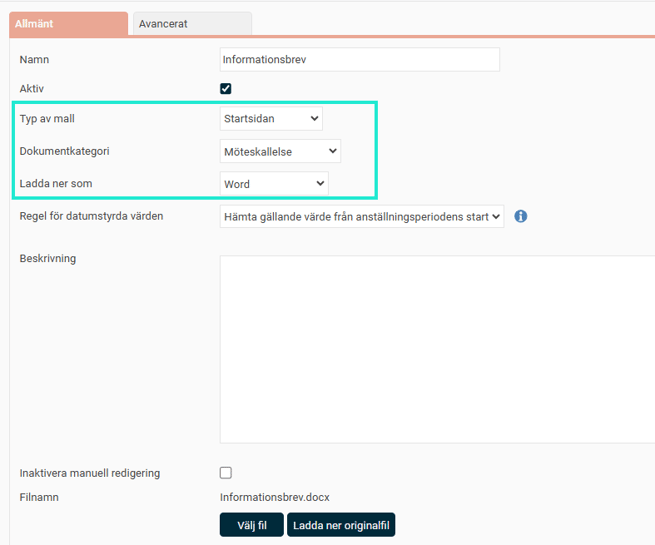 Allmänt
Avancerat
Namn
Informationsbrev
Aktiv
Typ av mall
Startsidan
Dokumentkategori
Möteskallelse
Ladda ner som
Word
Regel för datumstyrda värden
Hämta gällande värde från anställningsperiodens start
Beskrivning
Inaktivera manuell redigering
Filnamn
Informationsbrev.docx
Välj fil
Ladda ner originalfil